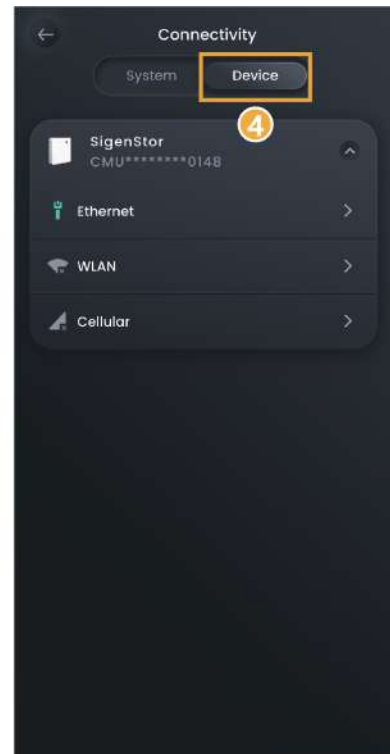 Connectivity
System Device
4
SigenStor
CMU********0148
Ethernet
WLAN
Cellular